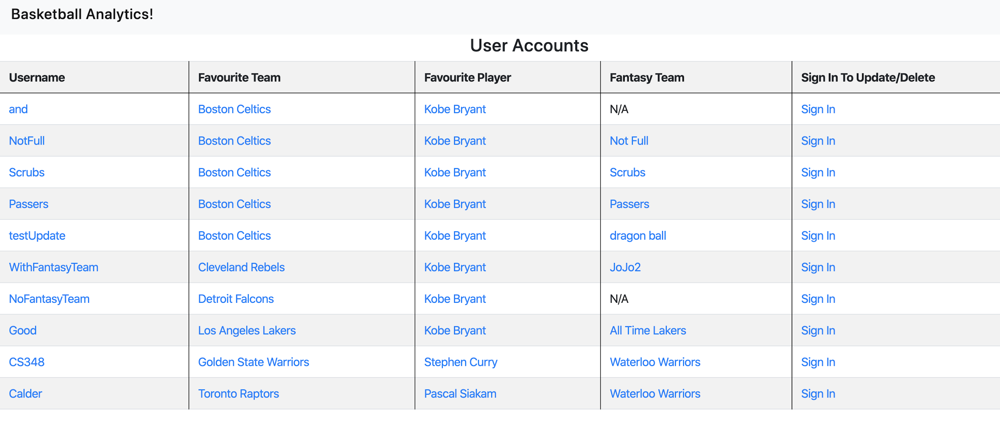 Basketball Analytics!
User Accounts
Username Favourite Team Favourite Player Fantasy Team Sign In To Update/Delete
and Boston Celtics Kobe Bryant N/A Sign In
NotFull Boston Celtics Kobe Bryant Not Full Sign In
Scrubs Boston Celtics Kobe Bryant Scrubs Sign In
Passers Boston Celtics Kobe Bryant Passers Sign In
testUpdate Boston Celtics Kobe Bryant dragon ball Sign In
WithFantasyTeam Cleveland Rebels Kobe Bryant JoJo2 Sign In
NoFantasyTeam Detroit Falcons Kobe Bryant N/A Sign In
Good Los Angeles Lakers Kobe Bryant All Time Lakers Sign In
CS348 Golden State Warriors Stephen Curry Waterloo Warriors Sign In
Calder Toronto Raptors Pascal Siakam Waterloo Warriors Sign In